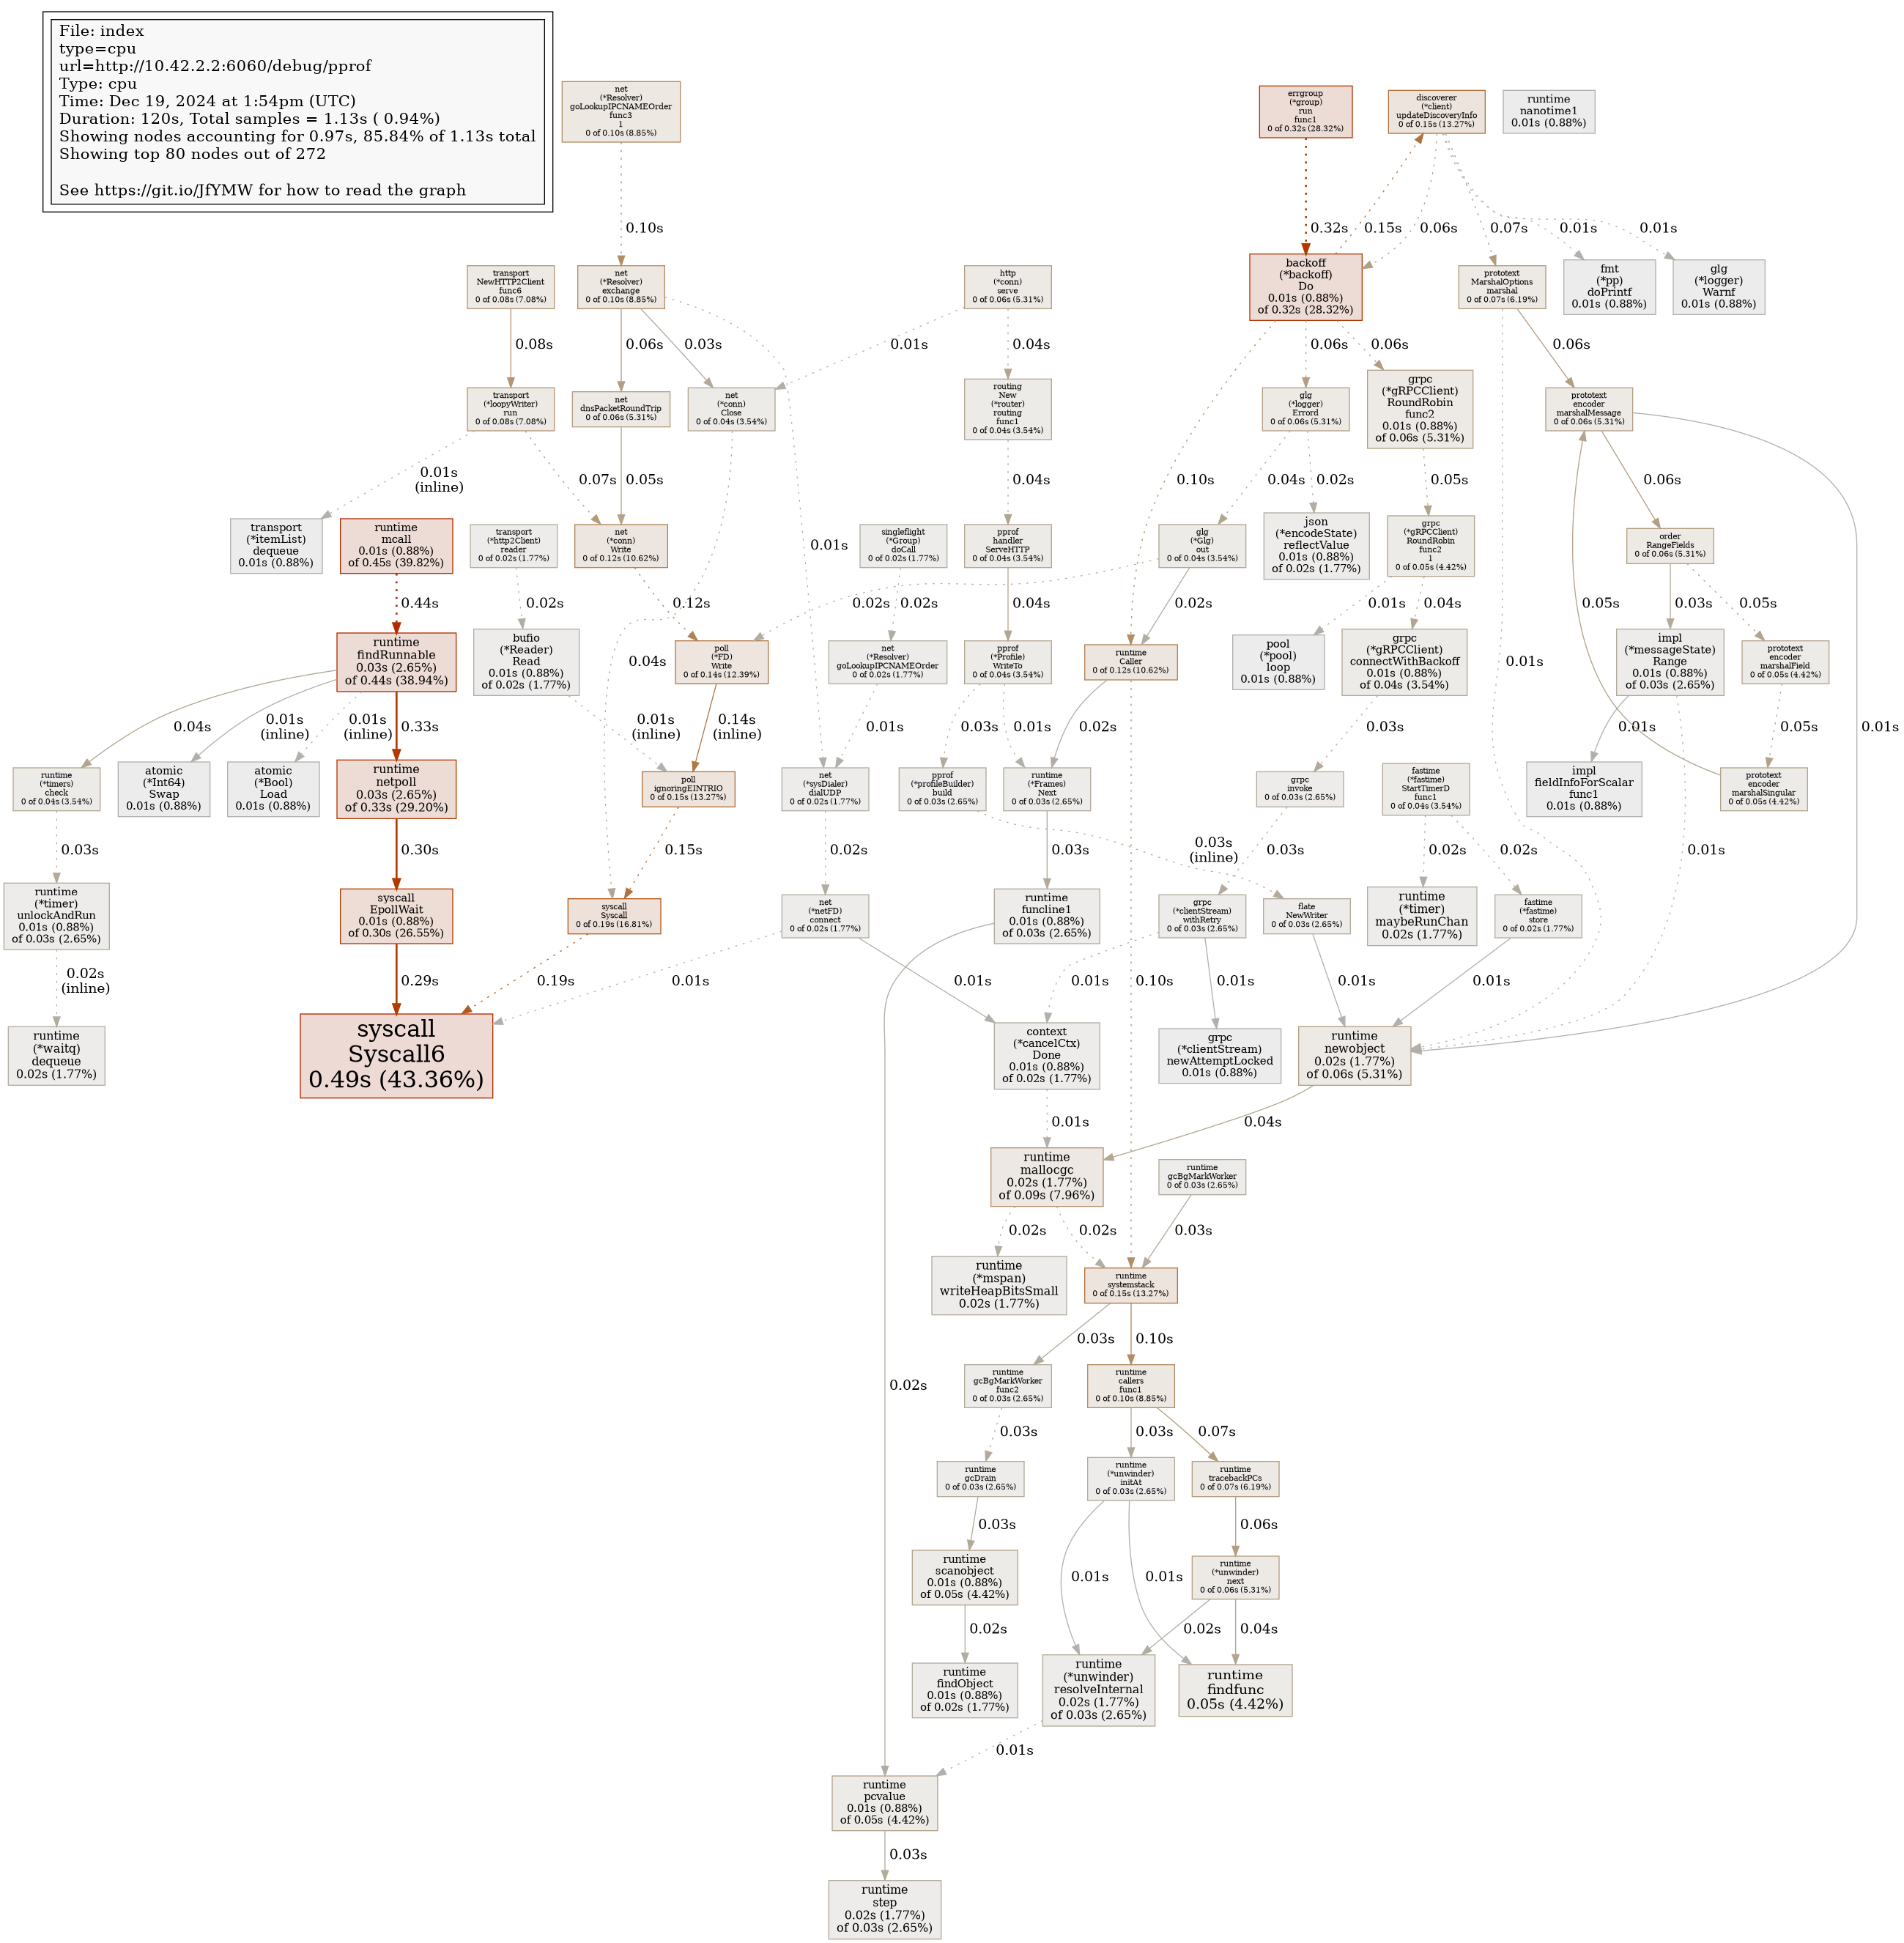 File: index
type=cpu
url=http://10.42.2.2:6060/debug/pprof
Type: cpu
Time: Dec 19, 2024 at 1:54pm (UTC)
Duration: 120s, Total samples = 1.13s ( 0.94%)
Showing nodes accounting for 0.97s, 85.84% of 1.13s total
Showing top 80 nodes out of 272
See https://git.io/JfYMW for how to read the graph
net
(*Resolver)
goLookupIPCNAMEOrder
func3
1
0 of 0.10s (8.85%)
errgroup
(*group)
run
func1
0 of 0.32s (28.32%)
discoverer
(*client)
updateDiscoveryInfo
0 of 0.15s (13.27%)
runtime
nanotime1
0.01s (0.88%)
0.10s
0.32s
0.15s
0.06s
0.07s
0.01s
0.01s
transport
NewHTTP2Client
func6
0 of 0.08s (7.08%)
net
(*Resolver)
exchange
0 of 0.10s (8.85%)
http
(*conn)
serve
0 of 0.06s (5.31%)
backoff
(*backoff)
Do
0.01s (0.88%)
of 0.32s (28.32%)
prototext
MarshalOptions
marshal
0 of 0.07s (6.19%)
fmt
(*pp)
doPrintf
0.01s (0.88%)
glg
(*logger)
Warnf
0.01s (0.88%)
0.08s
0.06s
0.03s
0.01s
0.04s
0.06s
0.06s
0.06s
transport
(*loopyWriter)
run
0 of 0.08s (7.08%)
net
dnsPacketRoundTrip
0 of 0.06s (5.31%)
net
(*conn)
Close
0 of 0.04s (3.54%)
routing
New
(*router)
routing
func1
0 of 0.04s (3.54%)
glg
(*logger)
Errord
0 of 0.06s (5.31%)
grpc
(*gRPCClient)
RoundRobin
func2
0.01s (0.88%)
of 0.06s (5.31%)
prototext
encoder
marshalMessage
0 of 0.06s (5.31%)
0.01s
(inline)
0.07s
0.05s
0.04s
0.10s
0.04s
0.02s
0.05s
0.06s
transport
(*itemList)
dequeue
0.01s (0.88%)
runtime
mcall
0.01s (0.88%)
of 0.45s (39.82%)
transport
(*http2Client)
reader
0 of 0.02s (1.77%)
net
(*conn)
Write
0 of 0.12s (10.62%)
0.01s
singleflight
(*Group)
doCall
0 of 0.02s (1.77%)
pprof
handler
ServeHTTP
0 of 0.04s (3.54%)
glg
(*Glg)
out
0 of 0.04s (3.54%)
json
(*encodeState)
reflectValue
0.01s (0.88%)
of 0.02s (1.77%)
grpc
(*gRPCClient)
RoundRobin
func2
1
0 of 0.05s (4.42%)
order
RangeFields
0 of 0.06s (5.31%)
0.44s
0.02s
0.12s
0.02s
0.02s
0.04s
0.02s
0.01s
0.04s
0.05s
0.03s
0.05s
runtime
findRunnable
0.03s (2.65%)
of 0.44s (38.94%)
bufio
(*Reader)
Read
0.01s (0.88%)
of 0.02s (1.77%)
0.04s
poll
(*FD)
Write
0 of 0.14s (12.39%)
net
(*Resolver)
goLookupIPCNAMEOrder
0 of 0.02s (1.77%)
pprof
(*Profile)
WriteTo
0 of 0.04s (3.54%)
runtime
Caller
0 of 0.12s (10.62%)
pool
(*pool)
loop
0.01s (0.88%)
grpc
(*gRPCClient)
connectWithBackoff
0.01s (0.88%)
of 0.04s (3.54%)
0.01s
impl
(*messageState)
Range
0.01s (0.88%)
of 0.03s (2.65%)
prototext
encoder
marshalField
0 of 0.05s (4.42%)
0.04s
0.01s
(inline)
0.01s
(inline)
0.33s
0.01s
(inline)
0.14s
(inline)
0.01s
0.03s
0.01s
0.02s
0.03s
0.01s
0.05s
0.01s
runtime
(*timers)
check
0 of 0.04s (3.54%)
atomic
(*Int64)
Swap
0.01s (0.88%)
atomic
(*Bool)
Load
0.01s (0.88%)
runtime
netpoll
0.03s (2.65%)
of 0.33s (29.20%)
poll
ignoringEINTRIO
0 of 0.15s (13.27%)
net
(*sysDialer)
dialUDP
0 of 0.02s (1.77%)
pprof
(*profileBuilder)
build
0 of 0.03s (2.65%)
runtime
(*Frames)
Next
0 of 0.03s (2.65%)
grpc
invoke
0 of 0.03s (2.65%)
fastime
(*fastime)
StartTimerD
func1
0 of 0.04s (3.54%)
impl
fieldInfoForScalar
func1
0.01s (0.88%)
prototext
encoder
marshalSingular
0 of 0.05s (4.42%)
0.03s
0.30s
0.15s
0.02s
0.03s
0.03s
(inline)
0.03s
0.02s
0.02s
0.01s
runtime
(*timer)
unlockAndRun
0.01s (0.88%)
of 0.03s (2.65%)
syscall
EpollWait
0.01s (0.88%)
of 0.30s (26.55%)
syscall
Syscall
0 of 0.19s (16.81%)
net
(*netFD)
connect
0 of 0.02s (1.77%)
runtime
funcline1
0.01s (0.88%)
of 0.03s (2.65%)
grpc
(*clientStream)
withRetry
0 of 0.03s (2.65%)
flate
NewWriter
0 of 0.03s (2.65%)
runtime
(*timer)
maybeRunChan
0.02s (1.77%)
fastime
(*fastime)
store
0 of 0.02s (1.77%)
0.02s
(inline)
0.29s
0.19s
0.01s
0.01s
0.01s
0.10s
0.01s
0.01s
0.01s
runtime
(*waitq)
dequeue
0.02s (1.77%)
syscall
Syscall6
0.49s (43.36%)
context
(*cancelCtx)
Done
0.01s (0.88%)
of 0.02s (1.77%)
grpc
(*clientStream)
newAttemptLocked
0.01s (0.88%)
runtime
newobject
0.02s (1.77%)
of 0.06s (5.31%)
0.01s
0.04s
runtime
mallocgc
0.02s (1.77%)
of 0.09s (7.96%)
runtime
gcBgMarkWorker
0 of 0.03s (2.65%)
0.02s
0.02s
0.03s
runtime
(*mspan)
writeHeapBitsSmall
0.02s (1.77%)
runtime
systemstack
0 of 0.15s (13.27%)
0.03s
0.10s
0.02s
runtime
gcBgMarkWorker
func2
0 of 0.03s (2.65%)
runtime
callers
func1
0 of 0.10s (8.85%)
0.03s
0.03s
0.07s
runtime
gcDrain
0 of 0.03s (2.65%)
runtime
(*unwinder)
initAt
0 of 0.03s (2.65%)
runtime
tracebackPCs
0 of 0.07s (6.19%)
0.03s
0.06s
runtime
scanobject
0.01s (0.88%)
of 0.05s (4.42%)
0.01s
0.01s
runtime
(*unwinder)
next
0 of 0.06s (5.31%)
0.02s
0.02s
0.04s
runtime
findObject
0.01s (0.88%)
of 0.02s (1.77%)
runtime
(*unwinder)
resolveInternal
0.02s (1.77%)
of 0.03s (2.65%)
runtime
findfunc
0.05s (4.42%)
0.01s
runtime
pcvalue
0.01s (0.88%)
of 0.05s (4.42%)
0.03s
runtime
step
0.02s (1.77%)
of 0.03s (2.65%)